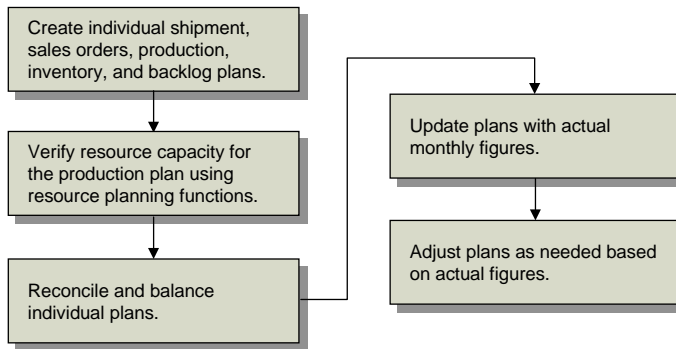 Create individual shipment,
sales orders, production,
inventory, and backlog plans.
Verify resource capacity for
the production plan using
resource planning functions.
Reconcile and balance
individual plans.
Update plans with actual
monthly figures.
Adjust plans as needed based
on actual figures.